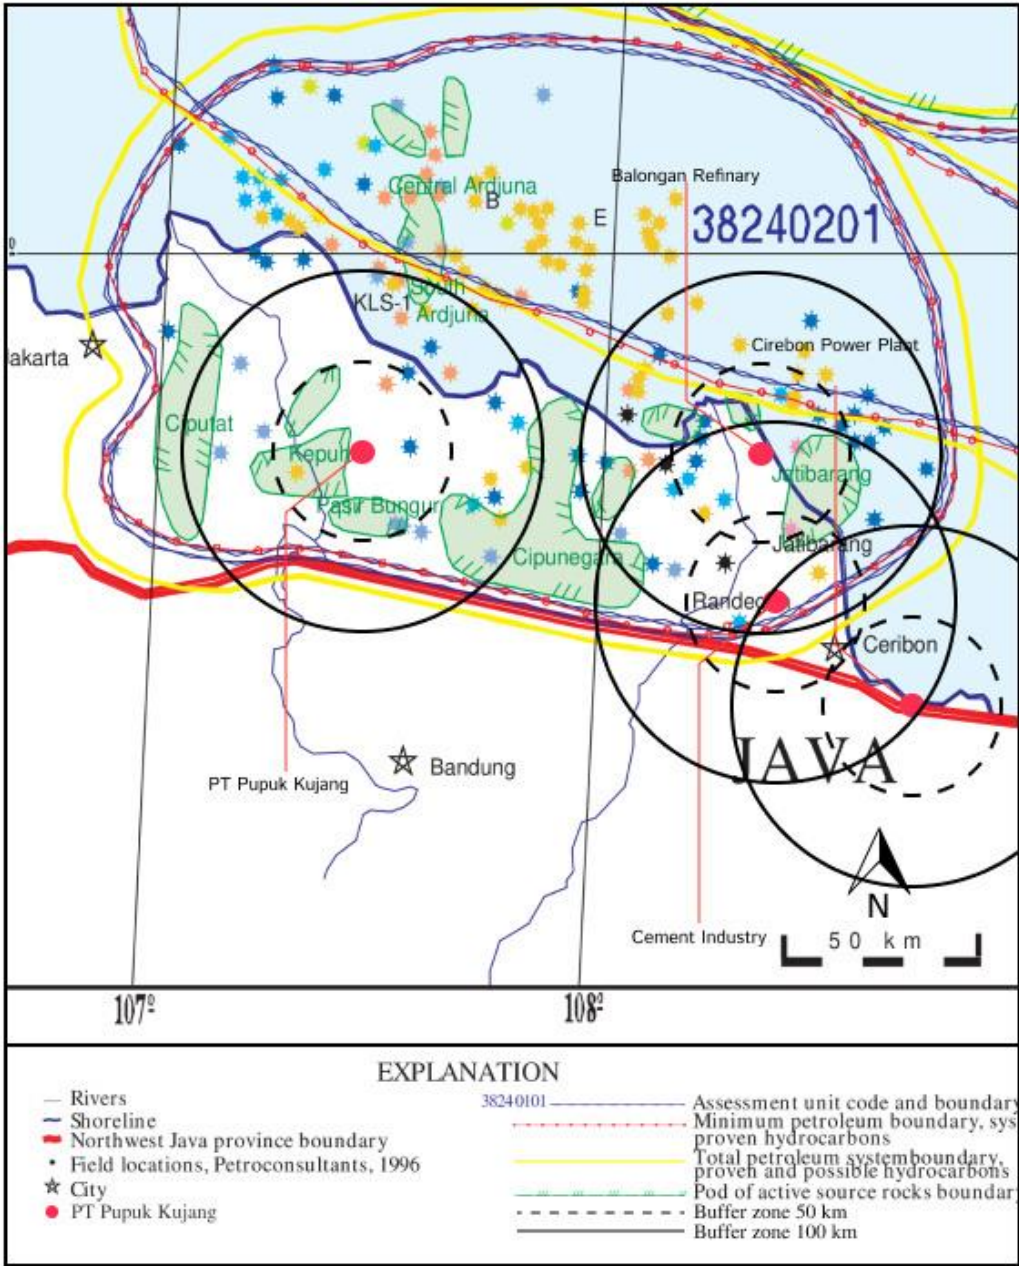 Balongan Refinary
Central Ardjuna
B
E
38240201
º
KLS-1
South
Ardjuna
Cirebon Power Plant
akarta
Ciputat
Kepuh
Pasir Bungur
Jatibarang
Cipunegara
Jatibarang
Randeg
Ceribon
JAVA
Bandung
PT Pupuk Kujang
N
Cement Industry
50 km
107º
108º
EXPLANATION
Rivers
Shoreline
Northwest Java province boundary
Field locations, Petroconsultants, 1996
City
PT Pupuk Kujang
38240101
Assessment unit code and boundary
Minimum petroleum boundary, sys
proven hydrocarbons
Total petroleum systemboundary,
proven and possible hydrocarbons
Pod of active source rocks boundar
Buffer zone 50 km
Buffer zone 100 km